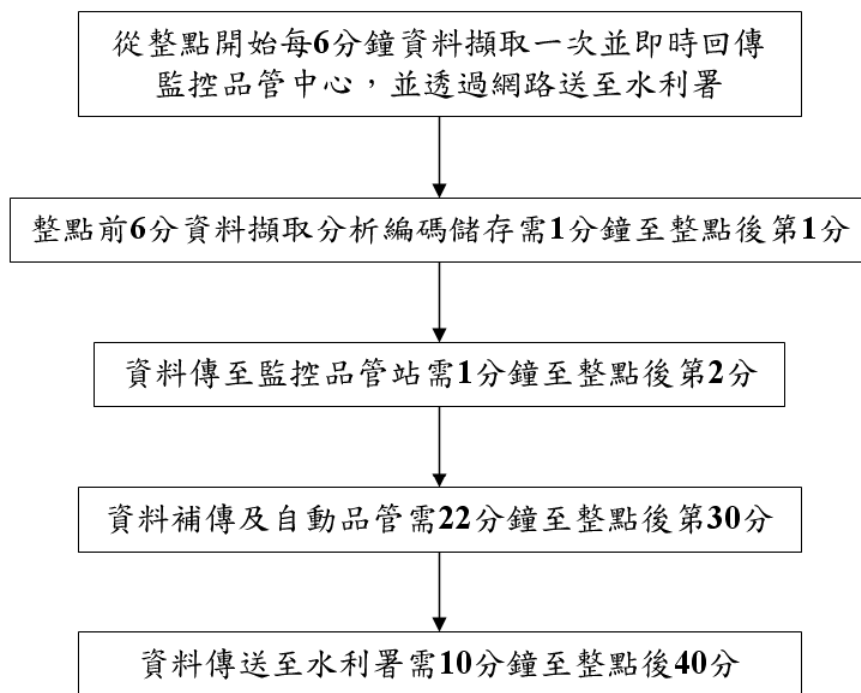 從整點開始每6分鐘資料擷取一次並即時回傳
監控品管中心，並透過網路送至水利署
整點前6分資料擷取分析編碼儲存需1分鐘至整點後第1分
資料傳至監控品管站需1分鐘至整點後第2分
資料補傳及自動品管需22分鐘至整點後第30分
資料傳送至水利署需10分鐘至整點後40分